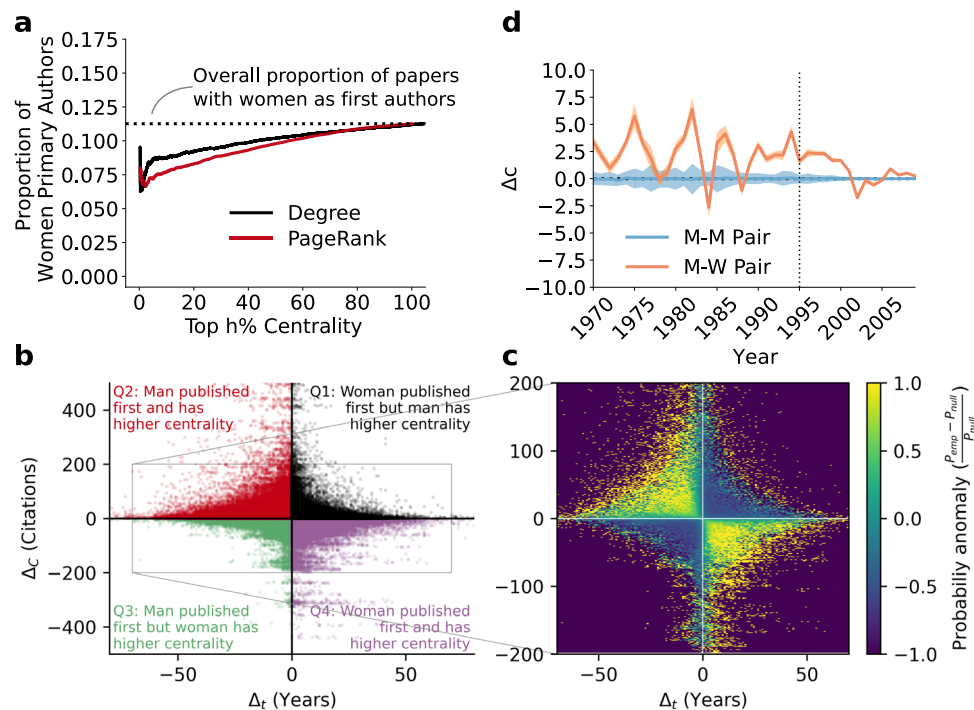 a
0.175
0.150
0.125
0.100
0.075
0.050
0.025
0.000
Proportion of
Women Primary Authors
Overall proportion of papers
with women as first authors
Degree
PageRank
0
20
40
60
80
100
Top h% Centrality
d
10.0
7.5
5.0
2.5
0.0
−2.5
−5.0
−7.5
−10.0
Δc
M-M Pair
M-W Pair
1970
1975
1980
1985
1990
1995
2000
2005
Year
b
400
200
0
−200
−400
Δ_C (Citations)
Q2: Man published
first and has
higher centrality
Q1: Woman published
first but man has
higher centrality
Q3: Man published
first but woman has
higher centrality
Q4: Woman published
first and has
higher centrality
−50
0
50
Δ_t (Years)
c
200
100
0
−100
−200
−50
0
50
Δ_t (Years)
1.0
0.5
0.0
−0.5
−1.0
Probability anomaly (P_emp − P_null / P_null)